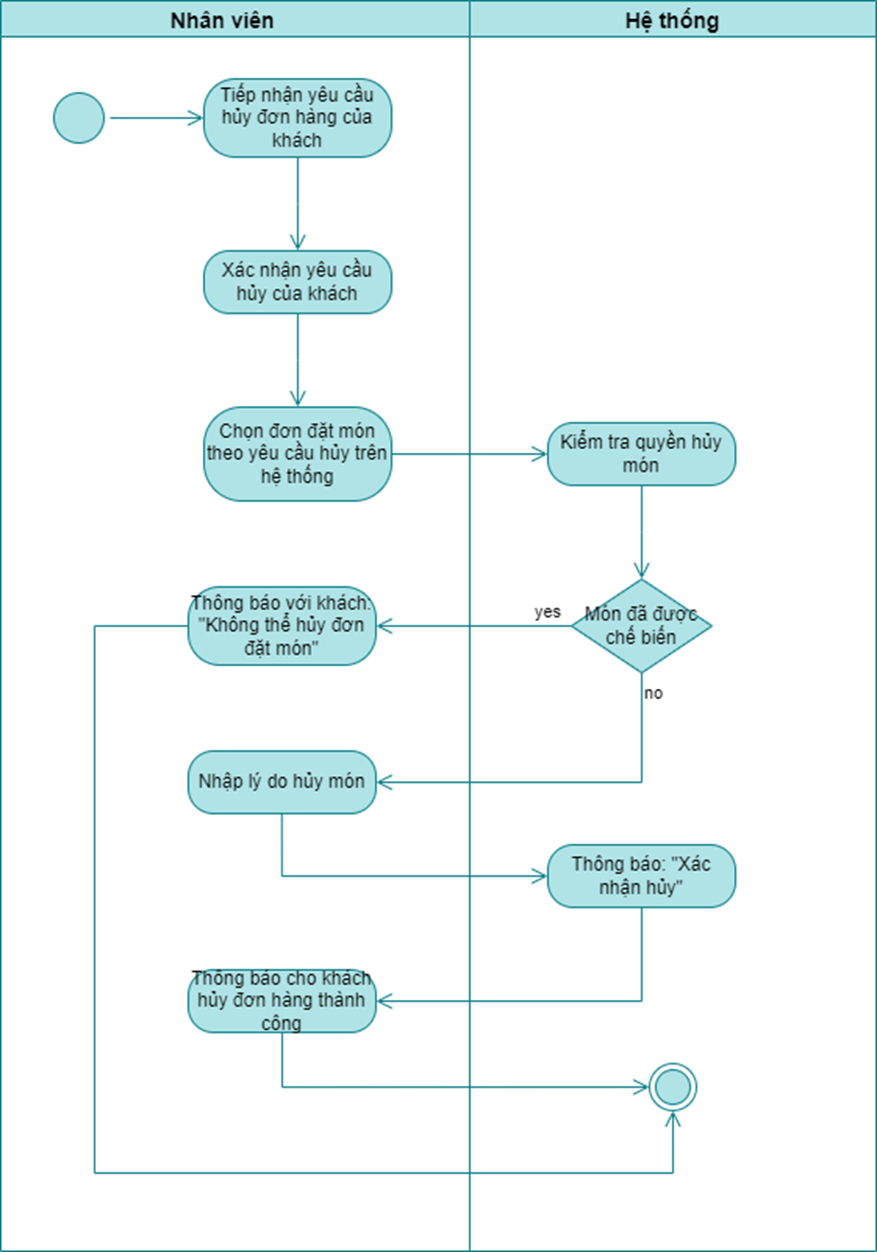 Nhân viên
Hệ thống
Tiếp nhận yêu cầu
hủy đơn hàng của
khách
Xác nhận yêu cầu
hủy của khách
Chọn đơn đặt món
theo yêu cầu hủy trên
hệ thống
Kiểm tra quyền hủy
món
Món đã được
chế biến
yes
no
Thông báo với khách:
"Không thể hủy đơn
đặt món"
Nhập lý do hủy món
Thông báo: "Xác
nhận hủy"
Thông báo cho khách
hủy đơn hàng thành
công